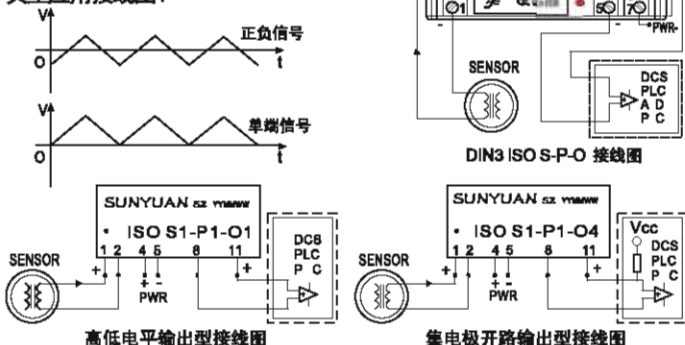 V
正负信号
O
t
V
单端信号
O
t
1
5
7
-
-
PWR-
SENSOR
DCS
PLC
A D
P C
DIN3 ISO S-P-O 接线图
SUNYUAN sz
ISO S1-P1-O1
1 2 4 5 8 11
+
+ -
+
PWR
SENSOR
DCS
PLC
P C
高低电平输出型接线图
SUNYUAN sz
ISO S1-P1-O4
1 2 4 5 8 11
+
+ -
+
PWR
SENSOR
Vcc
DCS
PLC
P C
集电极开路输出型接线图